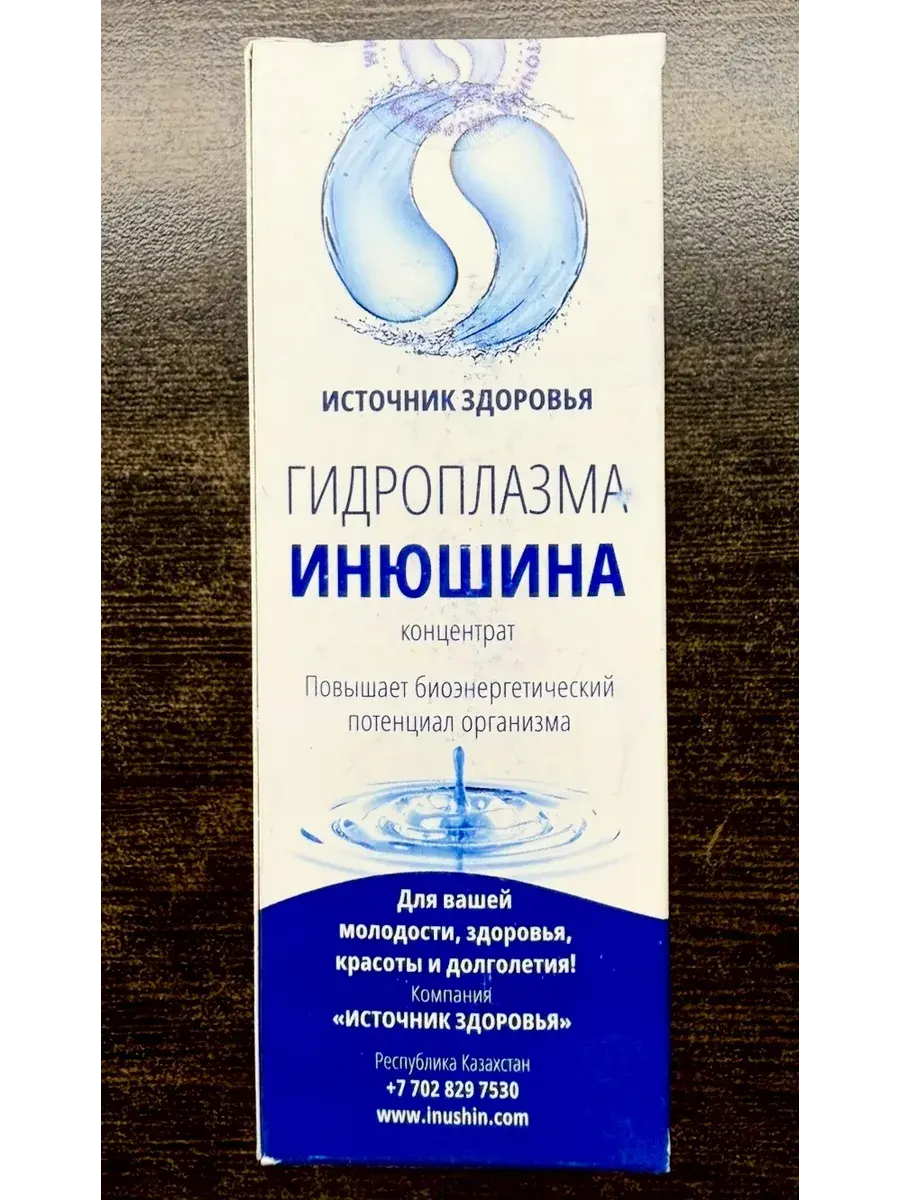 ИСТОЧНИК ЗДОРОВЬЯ
ГИДРОПЛАЗМА
ИНЮШИНА
концентрат
Повышает биоэнергетический
потенциал организма
Для вашей
молодости, здоровья,
красоты и долголетия!
Компания
«ИСТОЧНИК ЗДОРОВЬЯ»
Республика Казахстан
+7 702 829 7530
www.inushin.com